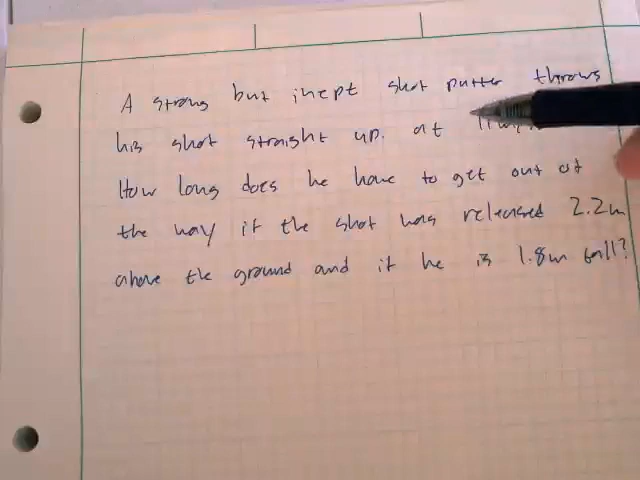 A strong but inept shot putter throws
his shot straight up. at
How long does he have to get out of
the way if the shot was released 2.2m
above the ground and if he is 1.8m tall?